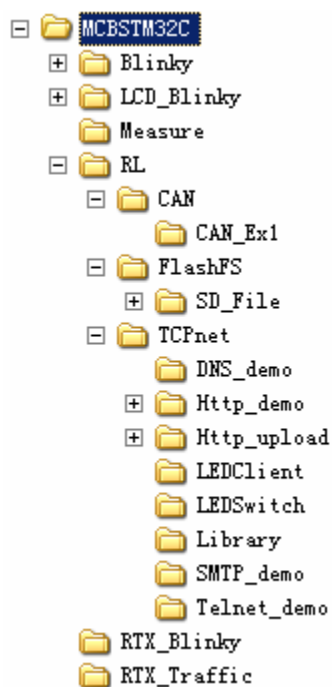 MCBSTM32C
Blinky
LCD_Blinky
Measure
RL
CAN
CAN_Ex1
FlashFS
SD_File
TCPnet
DNS_demo
Http_demo
Http_upload
LEDClient
LEDSwitch
Library
SMTP_demo
Telnet_demo
RTX_Blinky
RTX_Traffic